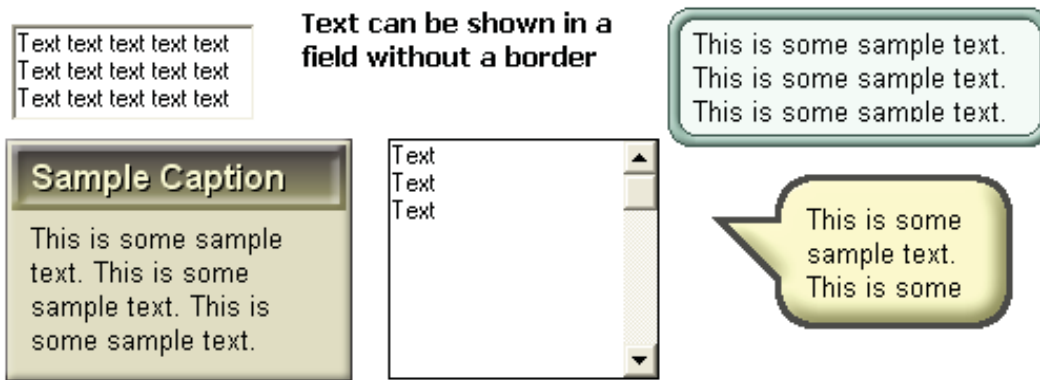 Text text text text text
Text text text text text
Text text text text text
Text can be shown in a
field without a border
This is some sample text.
This is some sample text.
This is some sample text.
Sample Caption
This is some sample
text. This is some
sample text. This is
some sample text.
Text
Text
Text
This is some
sample text.
This is some